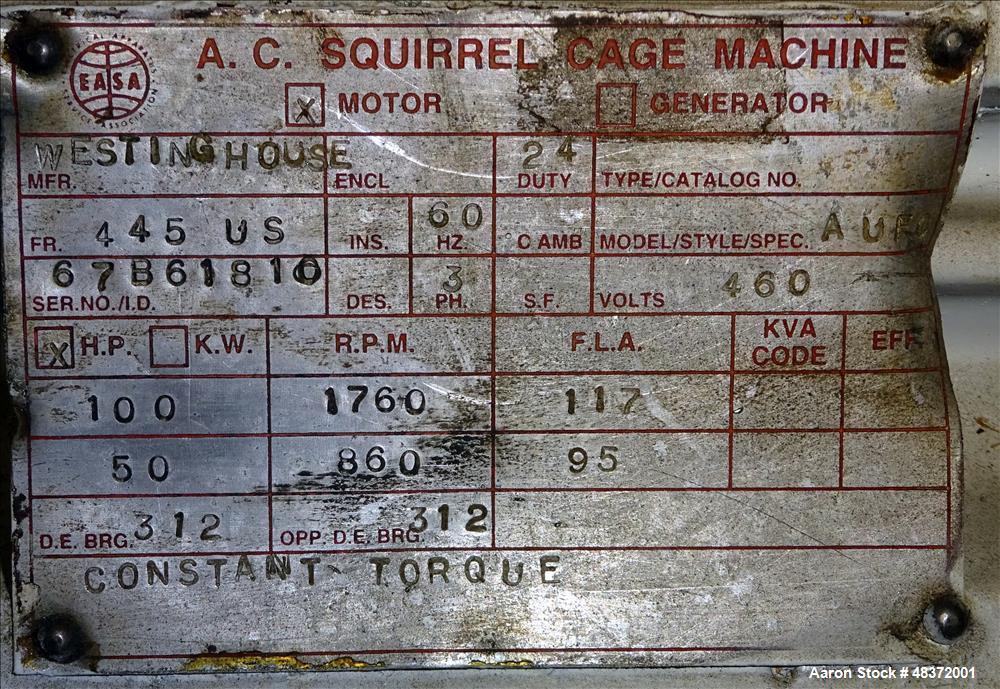 A. C. SQUIRREL CAGE MACHINE
EASA
X MOTOR GENERATOR
WESTINGHOUSE 24
MFR. ENCL DUTY TYPE/CATALOG NO.
FR. 445 US INS. 60 HZ. C AMB MODEL/STYLE/SPEC.
67B61810 3 460
SER.NO./I.D. DES. PH. S.F. VOLTS
X H.P. K.W. R.P.M. F.L.A. KVA CODE EFF
100 1760 117
50 860 95
D.E. BRG. 312 OPP. D.E. BRG. 312
CONSTANT TORQUE
Aaron Stock # 48372001